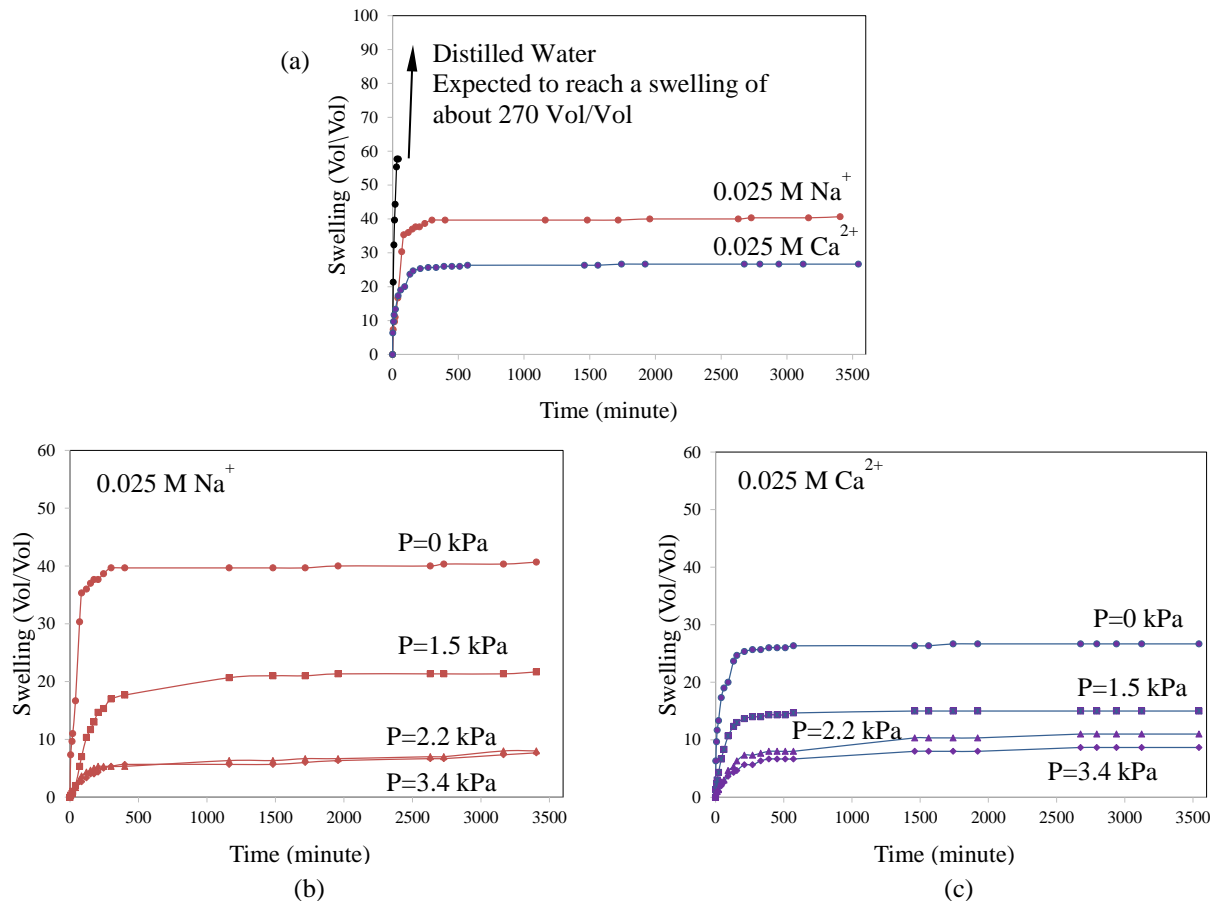 (a)
Swelling (Vol\Vol)
100
90
80
70
60
50
40
30
20
10
0
Distilled Water
Expected to reach a swelling of
about 270 Vol/Vol
0.025 M Na+
0.025 M Ca2+
0 500 1000 1500 2000 2500 3000 3500
Time (minute)
Swelling (Vol/Vol)
60
50
40
30
20
10
0
0.025 M Na+
P=0 kPa
P=1.5 kPa
P=2.2 kPa
P=3.4 kPa
0 500 1000 1500 2000 2500 3000 3500
Time (minute)
(b)
Swelling (Vol/Vol)
60
50
40
30
20
10
0
0.025 M Ca2+
P=0 kPa
P=1.5 kPa
P=2.2 kPa
P=3.4 kPa
0 500 1000 1500 2000 2500 3000 3500
Time (minute)
(c)